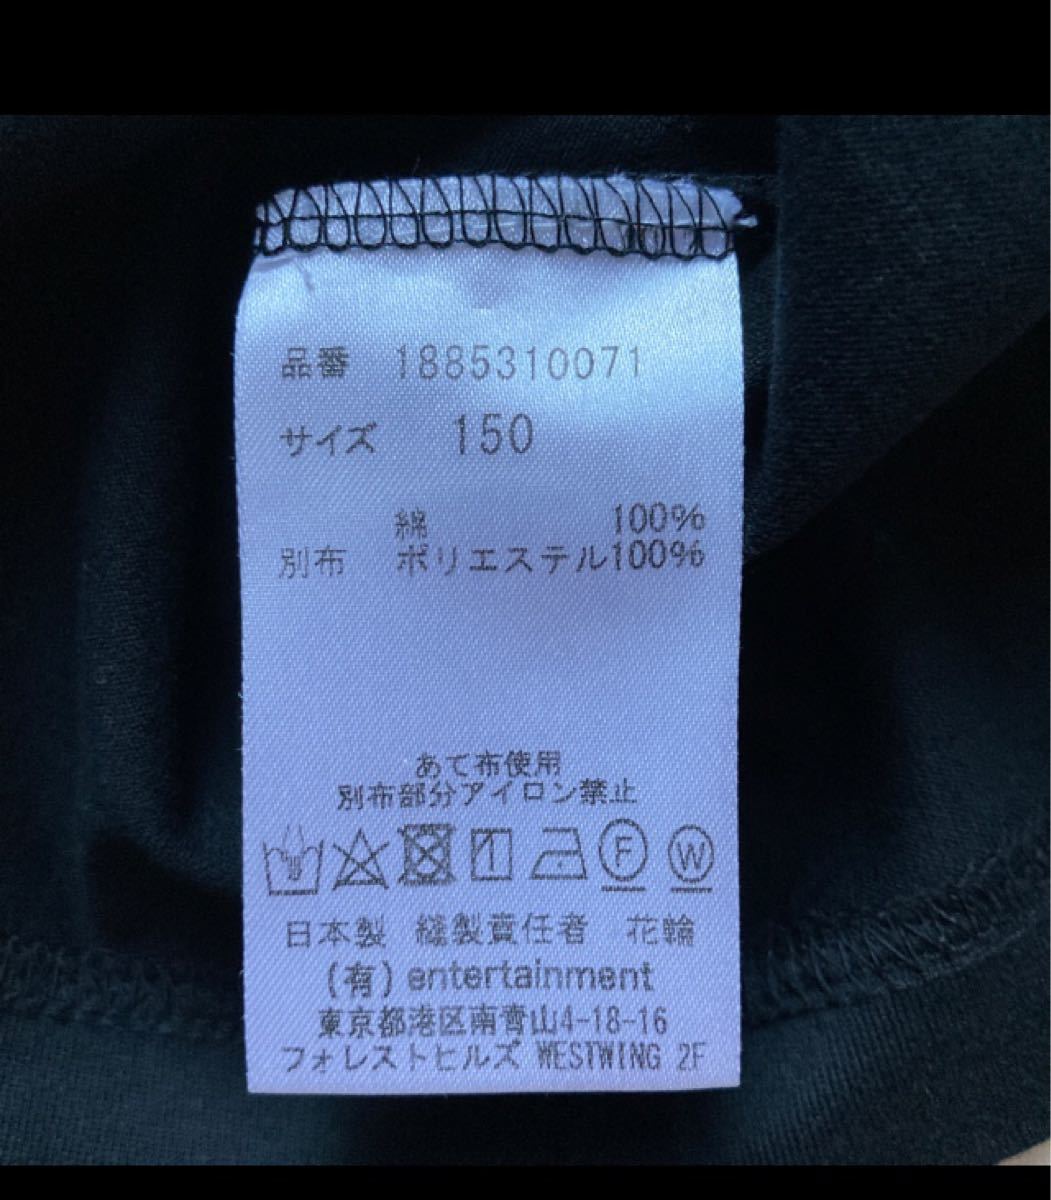 品番 1885310071
サイズ 150
綿 100%
別布 ポリエステル100%
あて布使用
別布部分アイロン禁止
F W
日本製 縫製責任者 花輪
(有) entertainment
東京都港区南青山4-18-16
フォレストヒルズ WESTWING 2F